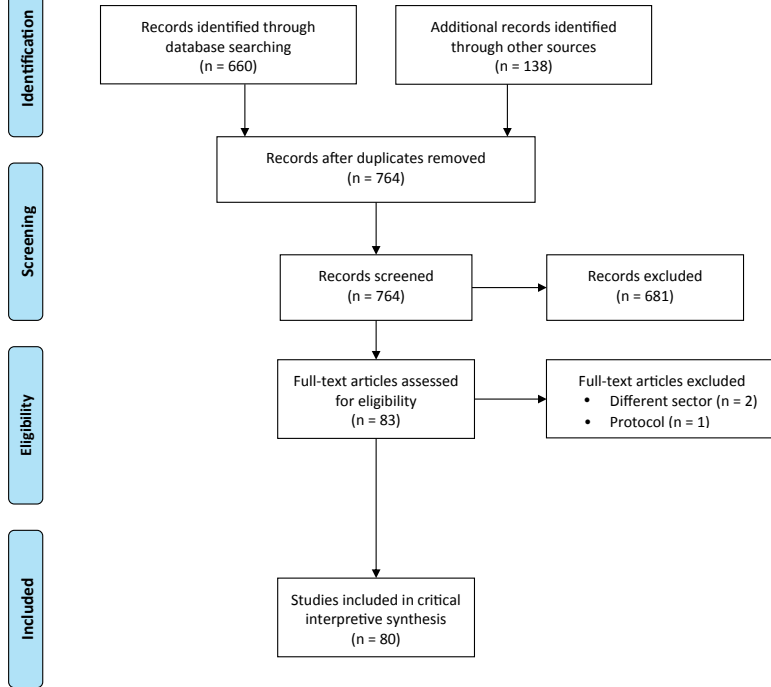 Identification
Records identified through
database searching
(n = 660)
Additional records identified
through other sources
(n = 138)
Records after duplicates removed
(n = 764)
Screening
Records screened
(n = 764)
Records excluded
(n = 681)
Eligibility
Full-text articles assessed
for eligibility
(n = 83)
Full-text articles excluded
• Different sector (n = 2)
• Protocol (n = 1)
Included
Studies included in critical
interpretive synthesis
(n = 80)